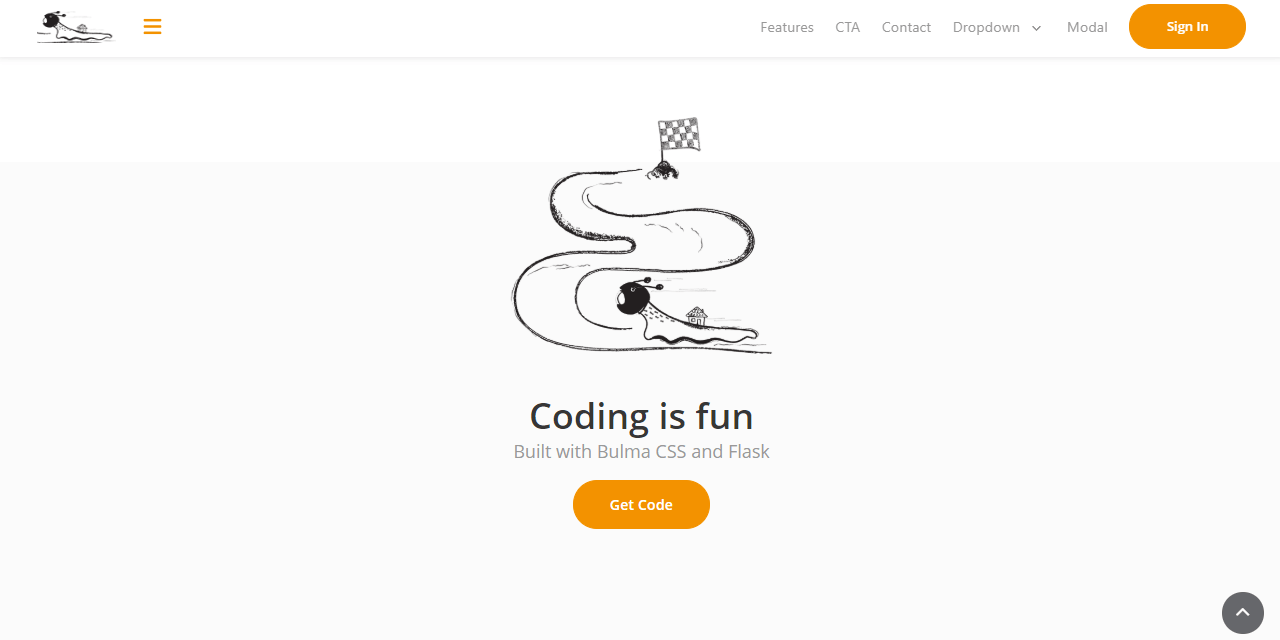 Features CTA Contact Dropdown Modal Sign In
Coding is fun
Built with Bulma CSS and Flask
Get Code